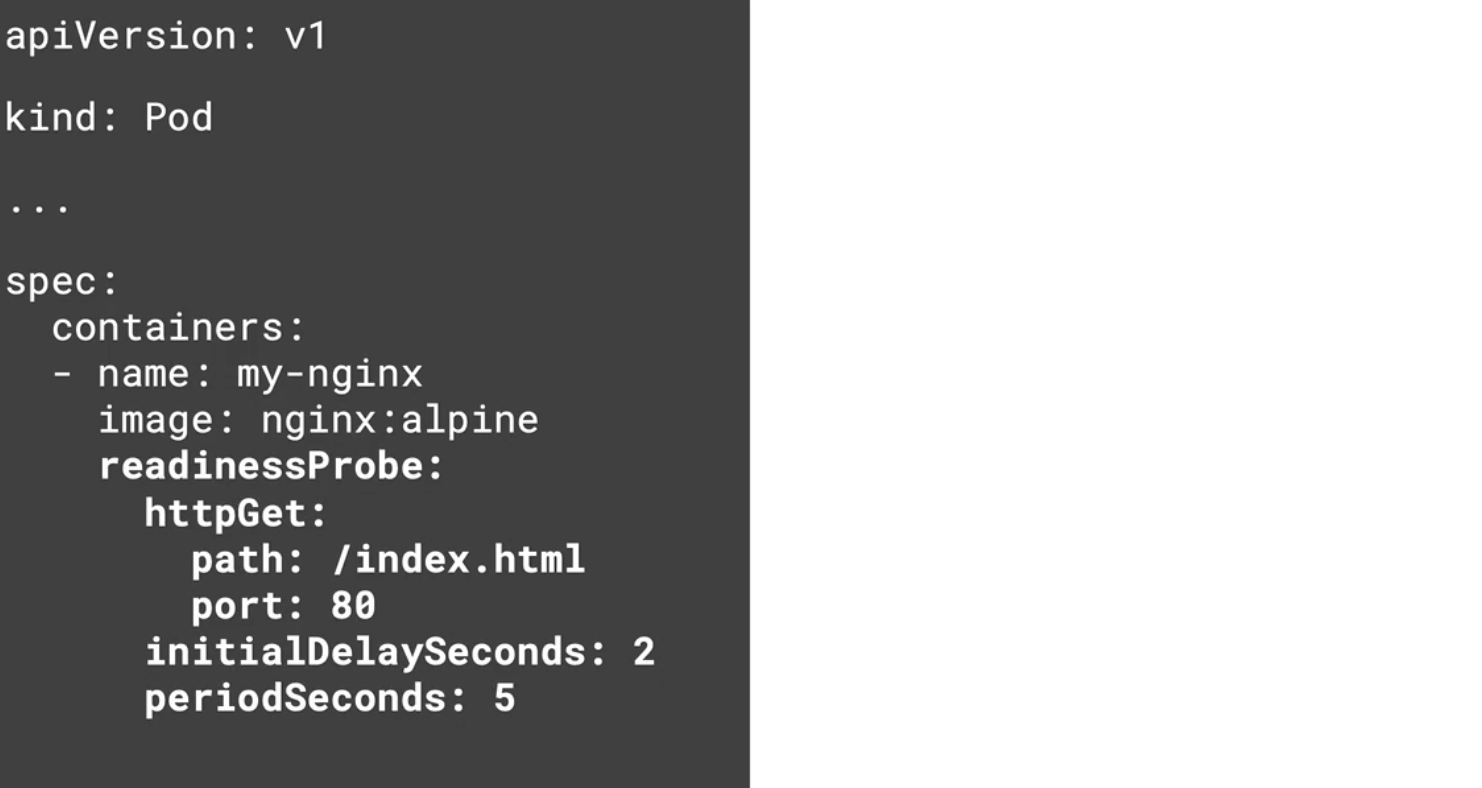 apiVersion: v1
kind: Pod
...
spec:
  containers:
  - name: my-nginx
    image: nginx:alpine
    readinessProbe:
      httpGet:
        path: /index.html
        port: 80
      initialDelaySeconds: 2
      periodSeconds: 5